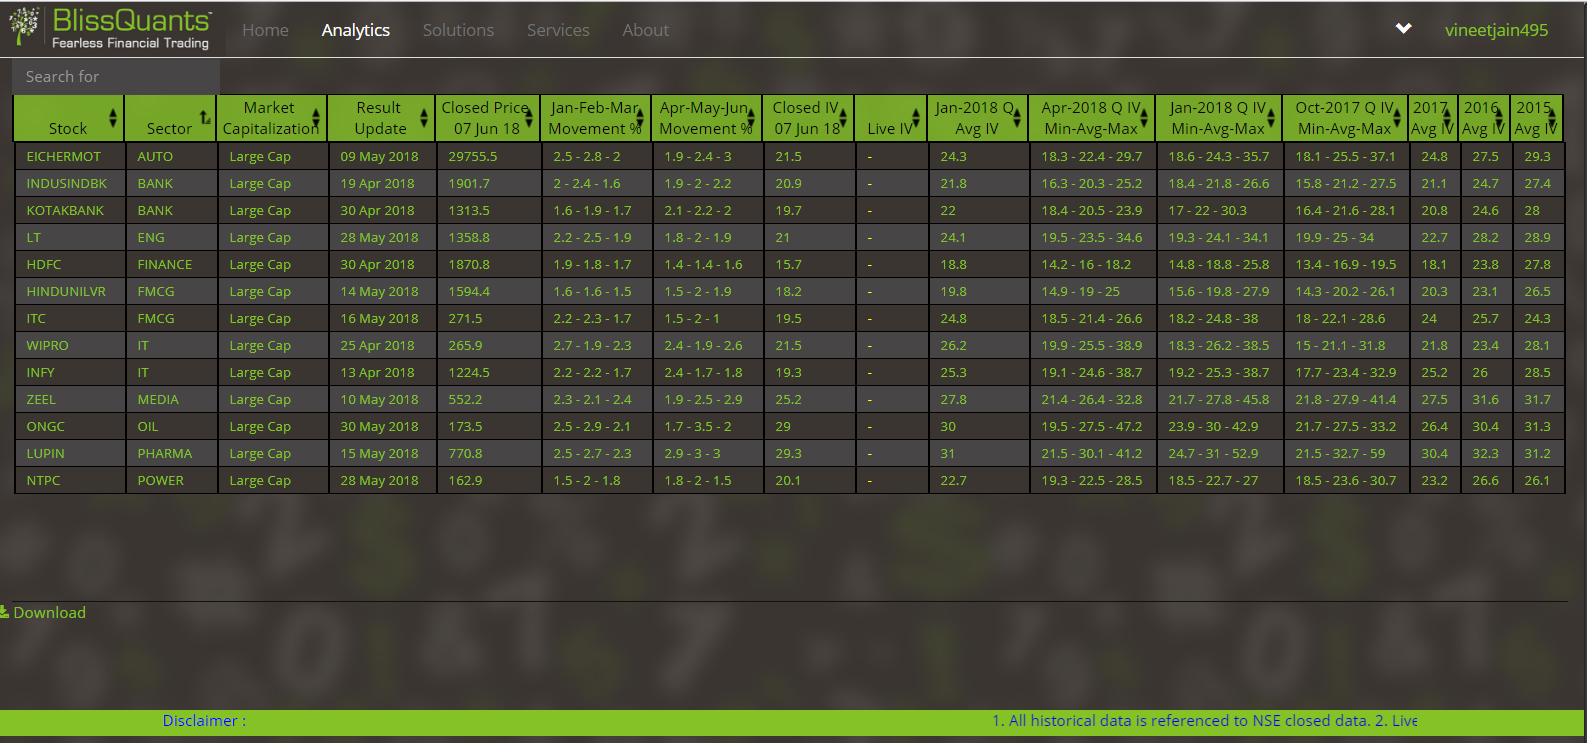 BlissQuants
Fearless Financial Trading
Home Analytics Solutions Services About vineetjain495
Search for
Stock Sector Market Capitalization Result Update Closed Price 07 Jun 18 Jan-Feb-Mar Movement % Apr-May-Jun Movement % Closed IV 07 Jun 18 Live IV Jan-2018 Q Avg IV Apr-2018 Q IV Min-Avg-Max Jan-2018 Q IV Min-Avg-Max Oct-2017 Q IV Min-Avg-Max 2017 Avg IV 2016 Avg IV 2015 Avg IV
EICHERMOT AUTO Large Cap 09 May 2018 29755.5 2.5 - 2.8 - 2 1.9 - 2.4 - 3 21.5 - 24.3 18.3 - 22.4 - 29.7 18.6 - 24.3 - 35.7 18.1 - 25.5 - 37.1 24.8 27.5 29.3
INDUSINDBK BANK Large Cap 19 Apr 2018 1901.7 2 - 2.4 - 1.6 1.9 - 2 - 2.2 20.9 - 21.8 16.3 - 20.3 - 25.2 18.4 - 21.8 - 26.6 15.8 - 21.2 - 27.5 21.1 24.7 27.4
KOTAKBANK BANK Large Cap 30 Apr 2018 1313.5 1.6 - 1.9 - 1.7 2.1 - 2.2 - 2 19.7 - 22 18.4 - 20.5 - 23.9 17 - 22 - 30.3 16.4 - 21.6 - 28.1 20.8 24.6 28
LT ENG Large Cap 28 May 2018 1358.8 2.2 - 2.5 - 1.9 1.8 - 2 - 1.9 21 - 24.1 19.5 - 23.5 - 34.6 19.3 - 24.1 - 34.1 19.9 - 25 - 34 22.7 28.2 28.9
HDFC FINANCE Large Cap 30 Apr 2018 1870.8 1.9 - 1.8 - 1.7 1.4 - 1.4 - 1.6 15.7 - 18.8 14.2 - 16 - 18.2 14.8 - 18.8 - 25.8 13.4 - 16.9 - 19.5 18.1 23.8 27.8
HINDUNILVR FMCG Large Cap 14 May 2018 1594.4 1.6 - 1.6 - 1.5 1.5 - 2 - 1.9 18.2 - 19.8 14.9 - 19 - 25 15.6 - 19.8 - 27.9 14.3 - 20.2 - 26.1 20.3 23.1 26.5
ITC FMCG Large Cap 16 May 2018 271.5 2.2 - 2.3 - 1.7 1.5 - 2 - 1 19.5 - 24.8 18.5 - 21.4 - 26.6 18.2 - 24.8 - 38 18 - 22.1 - 28.6 24 25.7 24.3
WIPRO IT Large Cap 25 Apr 2018 265.9 2.7 - 1.9 - 2.3 2.4 - 1.9 - 2.6 21.5 - 26.2 19.9 - 25.5 - 38.9 18.3 - 26.2 - 38.5 15 - 21.1 - 31.8 21.8 23.4 28.1
INFY IT Large Cap 13 Apr 2018 1224.5 2.2 - 2.2 - 1.7 2.4 - 1.7 - 1.8 19.3 - 25.3 19.1 - 24.6 - 38.7 19.2 - 25.3 - 38.7 17.7 - 23.4 - 32.9 25.2 26 28.5
ZEEL MEDIA Large Cap 10 May 2018 552.2 2.3 - 2.1 - 2.4 1.9 - 2.5 - 2.9 25.2 - 27.8 21.4 - 26.4 - 32.8 21.7 - 27.8 - 45.8 21.8 - 27.9 - 41.4 27.5 31.6 31.7
ONGC OIL Large Cap 30 May 2018 173.5 2.5 - 2.9 - 2.1 1.7 - 3.5 - 2 29 - 30 19.5 - 27.5 - 47.2 23.9 - 30 - 42.9 21.7 - 27.5 - 33.2 26.4 30.4 31.3
LUPIN PHARMA Large Cap 15 May 2018 770.8 2.5 - 2.7 - 2.3 2.9 - 3 - 3 29.3 - 31 21.5 - 30.1 - 41.2 24.7 - 31 - 52.9 21.5 - 32.7 - 59 30.4 32.3 31.2
NTPC POWER Large Cap 28 May 2018 162.9 1.5 - 2 - 1.8 1.8 - 2 - 1.5 20.1 - 22.7 19.3 - 22.5 - 28.5 18.5 - 22.7 - 27 18.5 - 23.6 - 30.7 23.2 26.6 26.1
Download
Disclaimer : 1. All historical data is referenced to NSE closed data. 2. Live